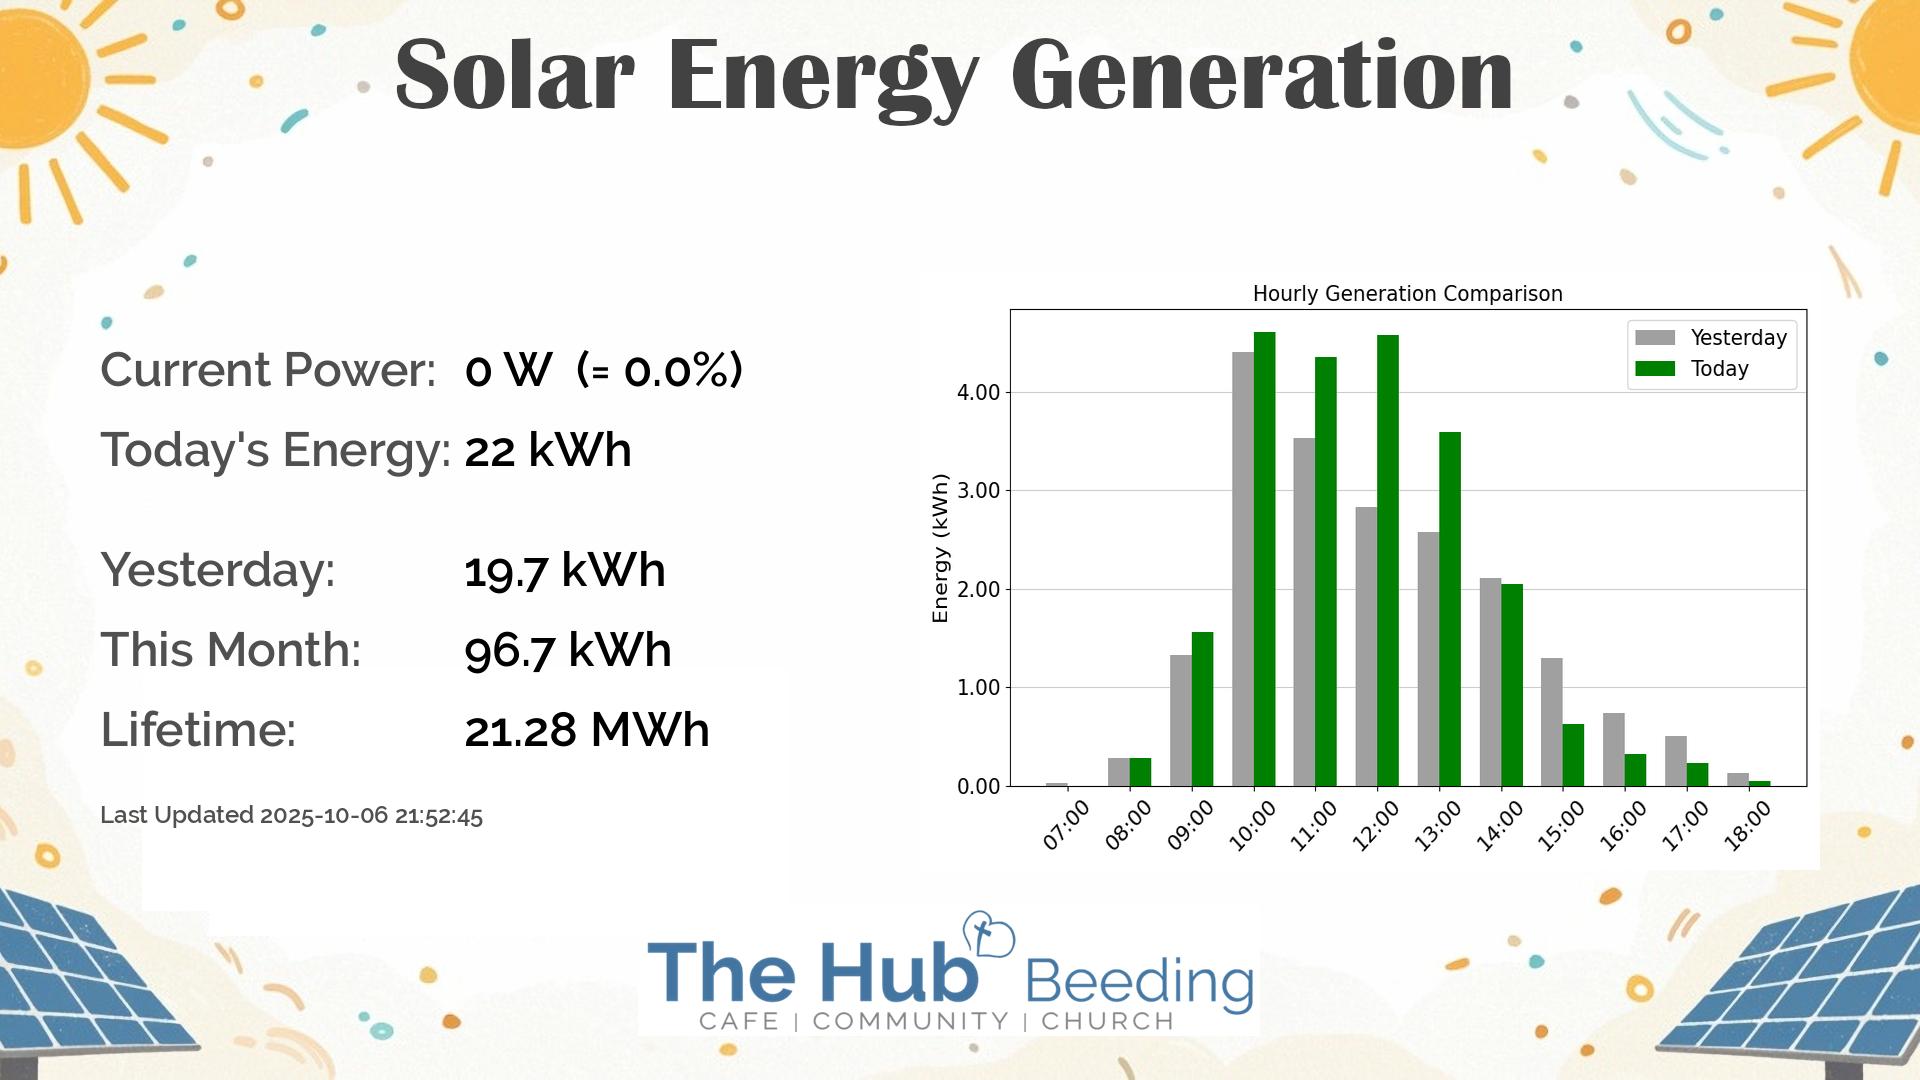 Solar Energy Generation
Current Power: 0 W (= 0.0%)
Today's Energy: 22 kWh
Yesterday: 19.7 kWh
This Month: 96.7 kWh
Lifetime: 21.28 MWh
Last Updated 2025-10-06 21:52:45
Hourly Generation Comparison
Yesterday
Today
Energy (kWh)
4.00
3.00
2.00
1.00
0.00
07:00 08:00 09:00 10:00 11:00 12:00 13:00 14:00 15:00 16:00 17:00 18:00
The Hub Beeding
CAFE | COMMUNITY | CHURCH